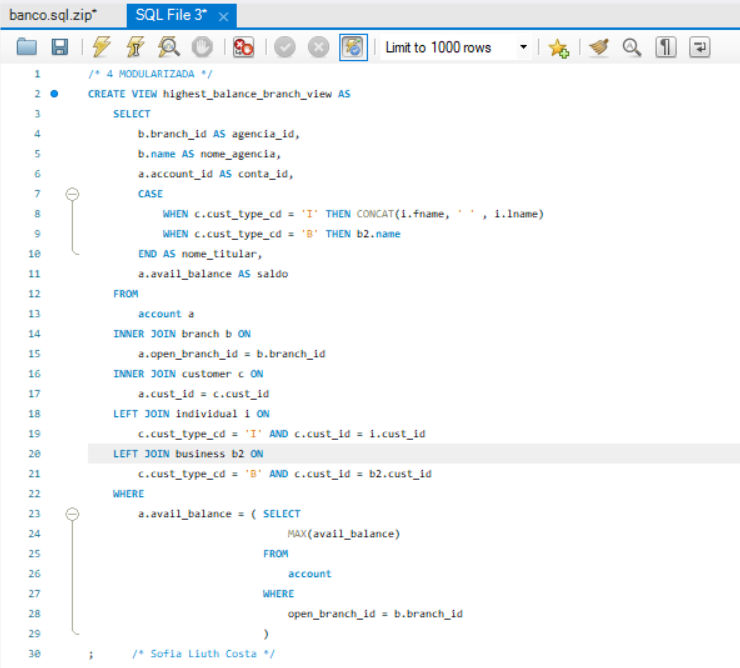 banco.sql.zip* SQL File 3*
Limit to 1000 rows
1 /* 4 MODULARIZADA */
2 CREATE VIEW highest_balance_branch_view AS
3 SELECT
4 b.branch_id AS agencia_id,
5 b.name AS nome_agencia,
6 a.account_id AS conta_id,
7 CASE
8 WHEN c.cust_type_cd = 'I' THEN CONCAT(i.fname, ' ' , i.lname)
9 WHEN c.cust_type_cd = 'B' THEN b2.name
10 END AS nome_titular,
11 a.avail_balance AS saldo
12 FROM
13 account a
14 INNER JOIN branch b ON
15 a.open_branch_id = b.branch_id
16 INNER JOIN customer c ON
17 a.cust_id = c.cust_id
18 LEFT JOIN individual i ON
19 c.cust_type_cd = 'I' AND c.cust_id = i.cust_id
20 LEFT JOIN business b2 ON
21 c.cust_type_cd = 'B' AND c.cust_id = b2.cust_id
22 WHERE
23 a.avail_balance = ( SELECT
24 MAX(avail_balance)
25 FROM
26 account
27 WHERE
28 open_branch_id = b.branch_id
29 )
30 ; /* Sofia Liuth Costa */